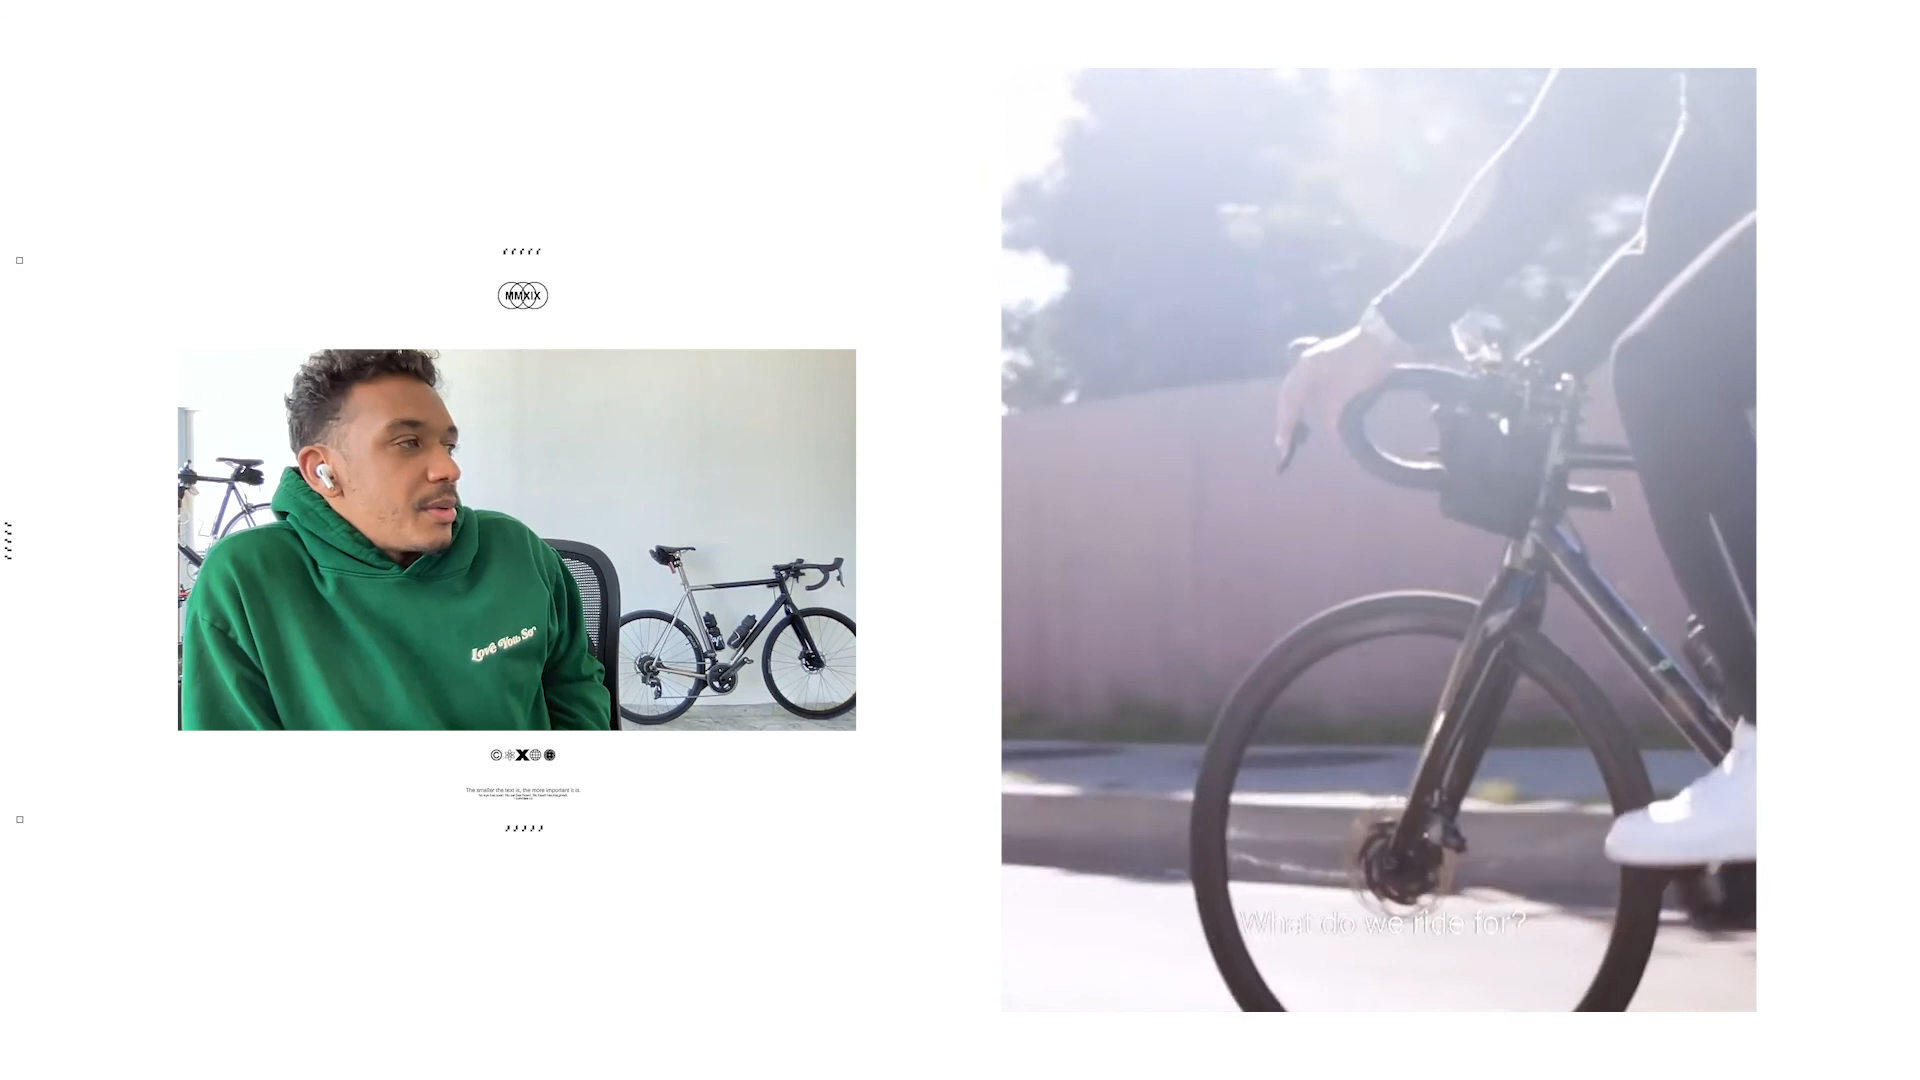 MMXIX
Love You So
The smaller the text is, the more important it is.
What do we ride for?